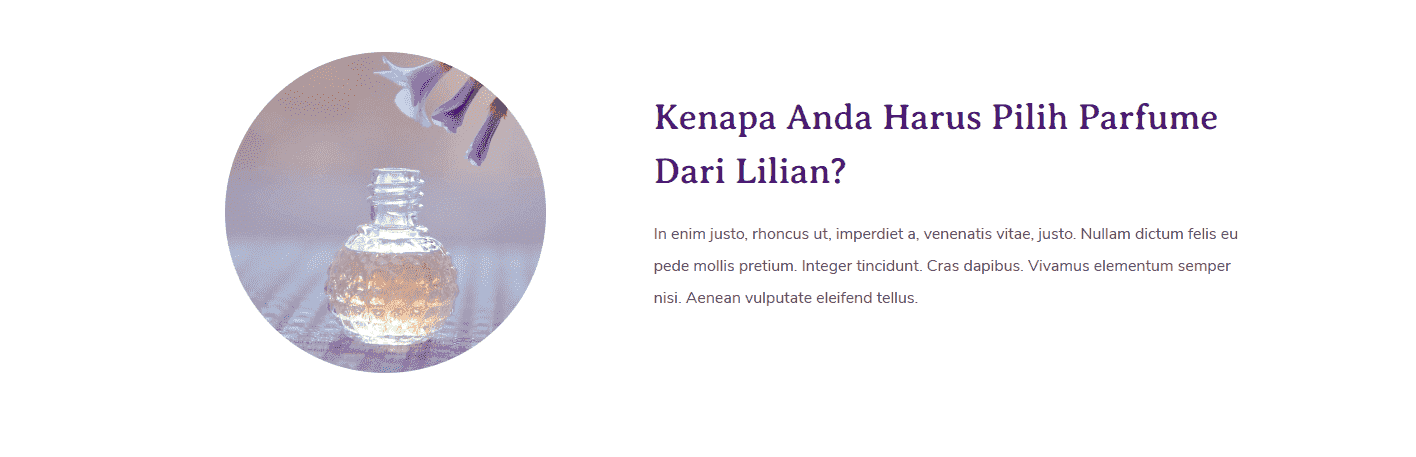 Kenapa Anda Harus Pilih Parfume
Dari Lilian?
In enim justo, rhoncus ut, imperdiet a, venenatis vitae, justo. Nullam dictum felis eu
pede mollis pretium. Integer tincidunt. Cras dapibus. Vivamus elementum semper
nisi. Aenean vulputate eleifend tellus.